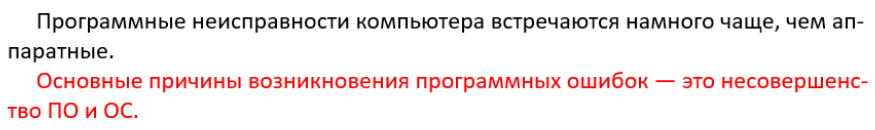 Программные неисправности компьютера встречаются намного чаще, чем ап-
паратные.
Основные причины возникновения программных ошибок — это несовершенс-
тво ПО и ОС.